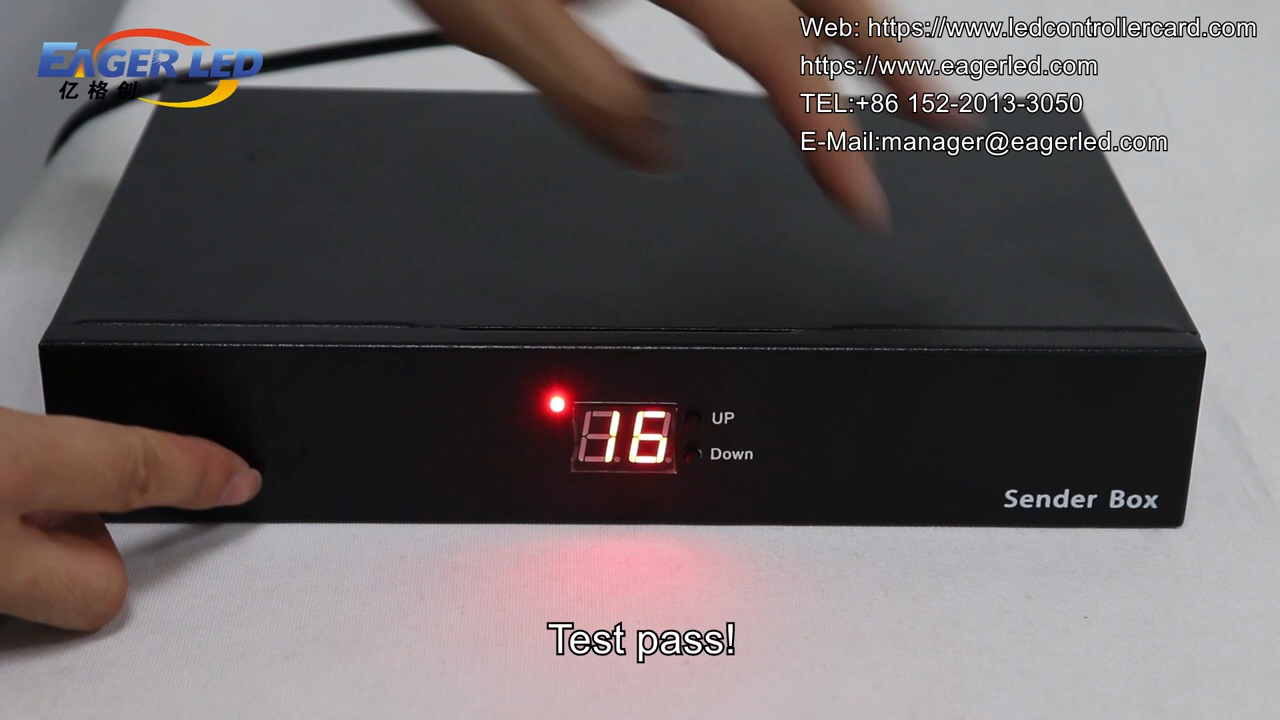 EAGER LED
亿格创
Web: https://www.ledcontrollercard.com
https://www.eagerled.com
TEL:+86 152-2013-3050
E-Mail:manager@eagerled.com
16
UP
Down
Sender Box
Test pass!